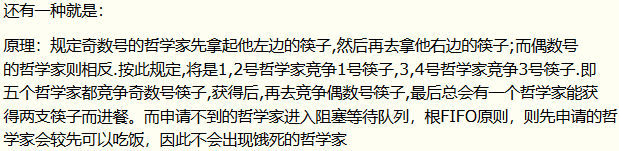 还有一种就是：
原理：规定奇数号的哲学家先拿起他左边的筷子,然后再去拿他右边的筷子;而偶数号
的哲学家则相反.按此规定,将是1,2号哲学家竞争1号筷子,3,4号哲学家竞争3号筷子.即
五个哲学家都竞争奇数号筷子,获得后,再去竞争偶数号筷子,最后总会有一个哲学家能获
得两支筷子而进餐。而申请不到的哲学家进入阻塞等待队列，根FIFO原则，则先申请的哲
学家会较先可以吃饭，因此不会出现饿死的哲学家